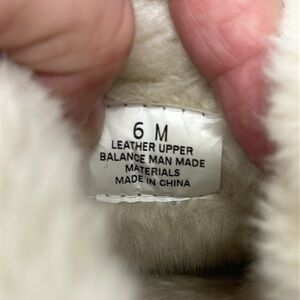 6 M
LEATHER UPPER
BALANCE MAN MADE
MATERIALS
MADE IN CHINA